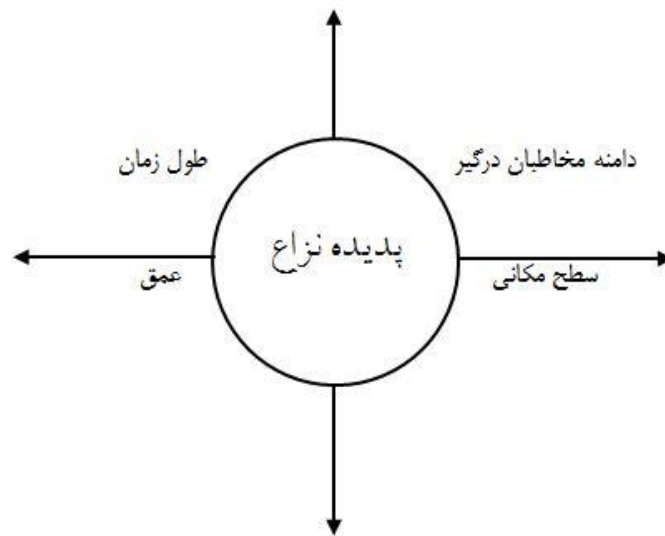 دامنه مخاطبان درگیر
طول زمان
پدیده نزاع
سطح مکانی
عمق